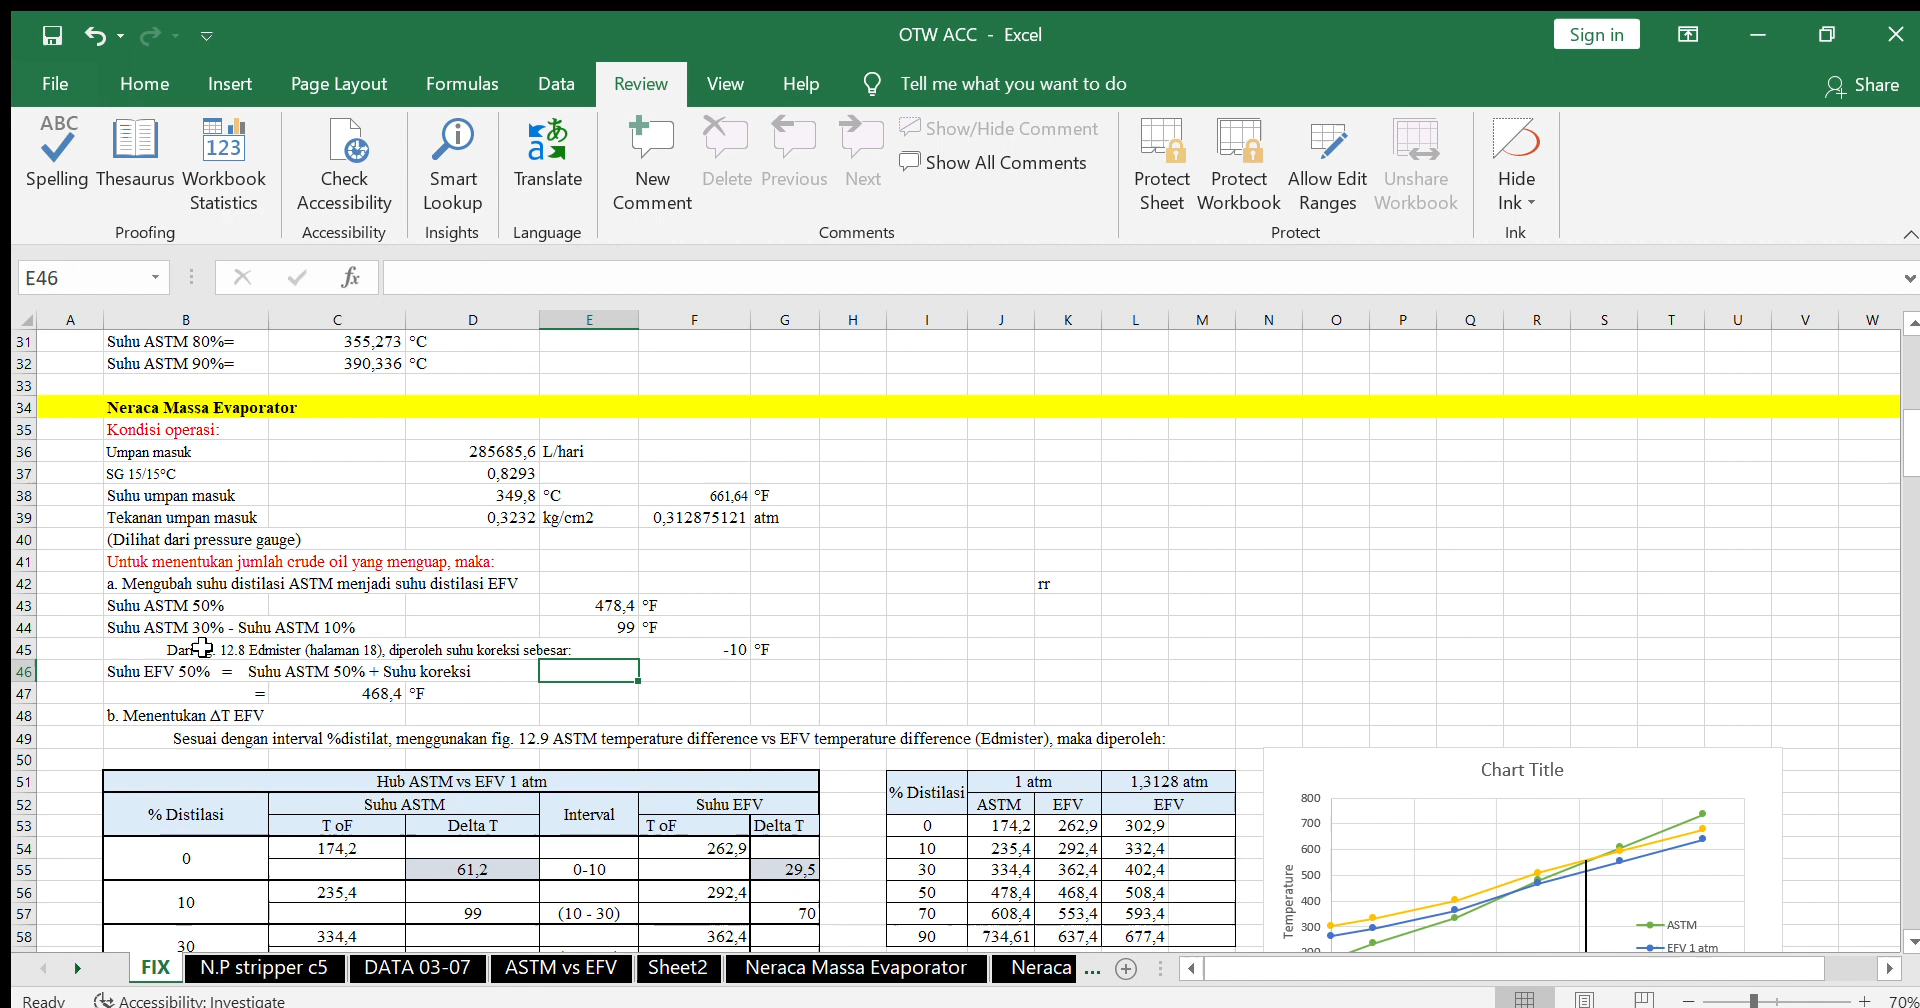 OTW ACC - Excel
Sign in
File Home Insert Page Layout Formulas Data Review View Help Tell me what you want to do Share
ABC
123
Spelling Thesaurus Workbook Statistics
Check Accessibility
Smart Lookup
Translate
New Comment
Delete Previous Next
Show/Hide Comment
Show All Comments
Protect Sheet
Protect Workbook
Allow Edit Ranges
Unshare Workbook
Hide Ink
Proofing Accessibility Insights Language Comments Protect Ink
E46 fx
A B C D E F G H I J K L M N O P Q R S T U V W
31 Suhu ASTM 80%= 355,273 °C
32 Suhu ASTM 90%= 390,336 °C
33
34 Neraca Massa Evaporator
35 Kondisi operasi:
36 Umpan masuk 285685,6 L/hari
37 SG 15/15°C 0,8293
38 Suhu umpan masuk 349,8 °C 661,64 °F
39 Tekanan umpan masuk 0,3232 kg/cm2 0,312875121 atm
40 (Dilihat dari pressure gauge)
41 Untuk menentukan jumlah crude oil yang menguap, maka:
42 a. Mengubah suhu distilasi ASTM menjadi suhu distilasi EFV rr
43 Suhu ASTM 50% 478,4 °F
44 Suhu ASTM 30% - Suhu ASTM 10% 99 °F
45 12.8 Edmister (halaman 18), diperoleh suhu koreksi sebesar: -10 °F
46 Suhu EFV 50% = Suhu ASTM 50% + Suhu koreksi
47 = 468,4 °F
48 b. Menentukan ΔT EFV
49 Sesuai dengan interval %distilat, menggunakan fig. 12.9 ASTM temperature difference vs EFV temperature difference (Edmister), maka diperoleh:
50
51 Hub ASTM vs EFV 1 atm % Distilasi 1 atm 1,3128 atm
52 % Distilasi Suhu ASTM Interval Suhu EFV ASTM EFV EFV
53 T oF Delta T T oF Delta T 0 174,2 262,9 302,9
54 0 174,2 262,9 10 235,4 292,4 332,4
55 61,2 0-10 29,5 30 334,4 362,4 402,4
56 10 235,4 292,4 50 478,4 468,4 508,4
57 99 (10 - 30) 70 70 608,4 553,4 593,4
58 30 334,4 362,4 90 734,61 637,4 677,4
Chart Title
800
700
600
500
400
300
200
Temperature
ASTM
EFV 1 atm
FIX N.P stripper c5 DATA 03-07 ASTM vs EFV Sheet2 Neraca Massa Evaporator Neraca ...
Ready Accessibility: Investigate 70%